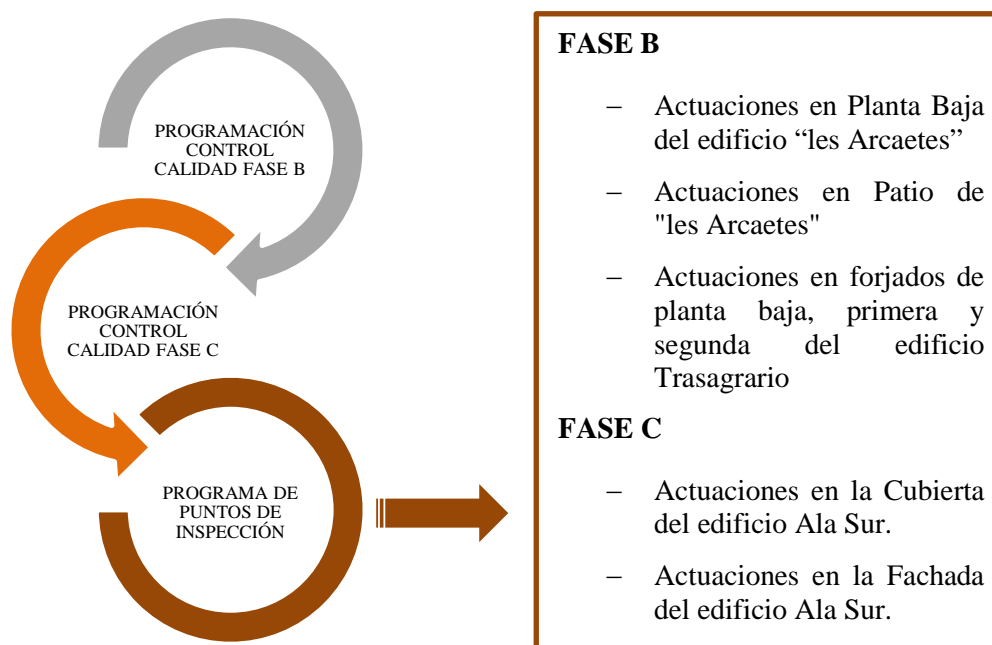 PROGRAMACIÓN
CONTROL
CALIDAD FASE B
PROGRAMACIÓN
CONTROL
CALIDAD FASE C
PROGRAMA DE
PUNTOS DE
INSPECCIÓN
FASE B
– Actuaciones en Planta Baja
del edificio “les Arcaetes”
– Actuaciones en Patio de
"les Arcaetes"
– Actuaciones en forjados de
planta baja, primera y
segunda del edificio
Trasagrario
FASE C
– Actuaciones en la Cubierta
del edificio Ala Sur.
– Actuaciones en la Fachada
del edificio Ala Sur.